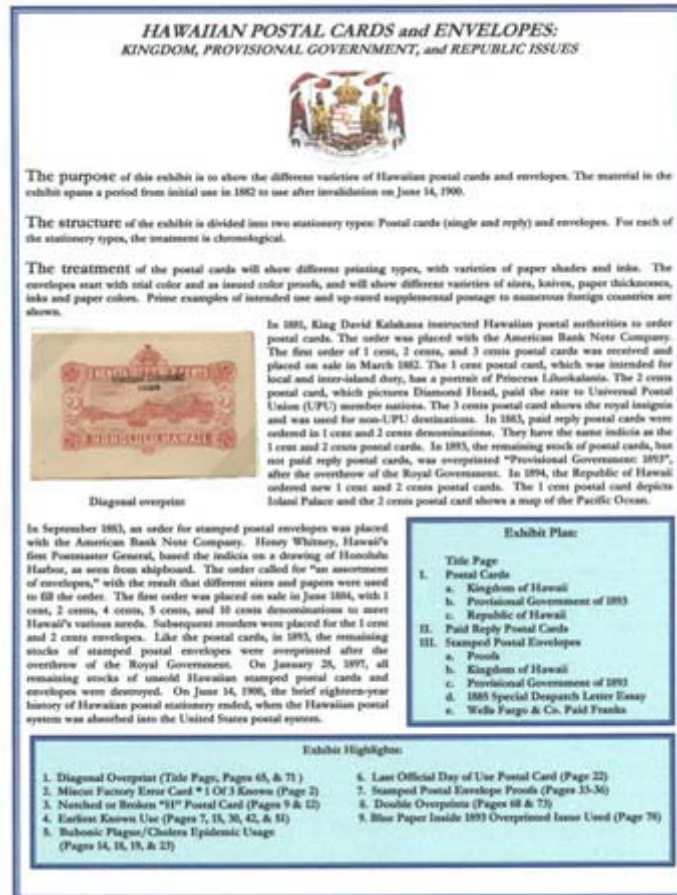 HAWAIIAN POSTAL CARDS and ENVELOPES:
KINGDOM, PROVISIONAL GOVERNMENT, and REPUBLIC ISSUES
The purpose of this exhibit is to show the different varieties of Hawaiian postal cards and envelopes. The material in the
exhibit spans a period from initial use in 1882 to use after invalidation on June 14, 1900.
The structure of the exhibit is divided into two stationery types: Postal cards (single and reply) and envelopes. For each of
the stationery types, the treatment is chronological.
The treatment of the postal cards will show different printing types, with varieties of paper shades and inks. The
envelopes start with trial color and as issued color proofs, and will show different varieties of sizes, knives, paper thicknesses,
inks and paper colors. Prime examples of intended use and up-rated supplemental postage to numerous foreign countries are
shown.
In 1881, King David Kalakaua instructed Hawaiian postal authorities to order
postal cards. The order was placed with the American Bank Note Company.
The first order of 1 cent, 2 cents, and 3 cents postal cards was received and
placed on sale in March 1882. The 1 cent postal card, which was intended for
local and inter-island duty, has a portrait of Princess Liliuokalania. The 2 cents
postal card, which pictures Diamond Head, paid the rate to Universal Postal
Union (UPU) member nations. The 3 cents postal card shows the royal insignia
and was used for non-UPU destinations. In 1883, paid reply postal cards were
ordered in 1 cent and 2 cents denominations. They have the same indicia as the
1 cent and 2 cents postal cards. In 1893, the remaining stock of postal cards, but
not paid reply postal cards, was overprinted "Provisional Government: 1893",
after the overthrow of the Royal Government. In 1894, the Republic of Hawaii
ordered new 1 cent and 2 cents postal cards. The 1 cent postal card depicts
Iolani Palace and the 2 cents postal card shows a map of the Pacific Ocean.
2
2
HONOLULU, HAWAII
Diagonal overprint
In September 1883, an order for stamped postal envelopes was placed
with the American Bank Note Company. Henry Whitney, Hawaii's
first Postmaster General, based the indicia on a drawing of Honolulu
Harbor, as seen from shipboard. The order called for "an assortment
of envelopes," with the result that different sizes and papers were used
to fill the order. The first order was placed on sale in June 1884, with 1
cent, 2 cents, 4 cents, 5 cents, and 10 cents denominations to meet
Hawaii's various needs. Subsequent reorders were placed for the 1 cent
and 2 cents envelopes. Like the postal cards, in 1893, the remaining
stocks of stamped postal envelopes were overprinted after the
overthrow of the Royal Government. On January 28, 1897, all
remaining stocks of unsold Hawaiian stamped postal cards and
envelopes were destroyed. On June 14, 1900, the brief eighteen-year
history of Hawaiian postal stationery ended, when the Hawaiian postal
system was absorbed into the United States postal system.
Exhibit Plan:
Title Page
I. Postal Cards
a. Kingdom of Hawaii
b. Provisional Government of 1893
c. Republic of Hawaii
II. Paid Reply Postal Cards
III. Stamped Postal Envelopes
a. Proofs
b. Kingdom of Hawaii
c. Provisional Government of 1893
d. 1885 Special Despatch Letter Essay
e. Wells Fargo & Co. Paid Franks
Exhibit Highlights:
1. Diagonal Overprint (Title Page, Pages 65, & 71 )
2. Miscut Factory Error Card * 1 Of 3 Known (Page 2)
3. Notched or Broken "H" Postal Card (Pages 9 & 12)
4. Earliest Known Use (Pages 7, 15, 30, 42, & 51)
5. Bubonic Plague/Cholera Epidemic Usage
(Pages 14, 18, 19, & 23)
6. Last Official Day of Use Postal Card (Page 22)
7. Stamped Postal Envelope Proofs (Pages 33-36)
8. Double Overprints (Pages 68 & 73)
9. Blue Paper Inside 1893 Overprinted Issue Used (Page 70)